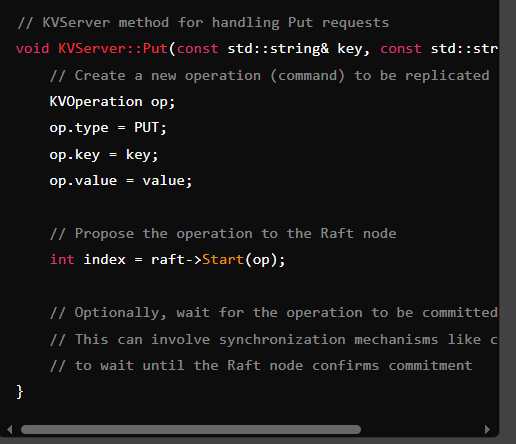 // KVServer method for handling Put requests
void KVServer::Put(const std::string& key, const std::str
    // Create a new operation (command) to be replicated
    KVOperation op;
    op.type = PUT;
    op.key = key;
    op.value = value;

    // Propose the operation to the Raft node
    int index = raft->Start(op);

    // Optionally, wait for the operation to be committed
    // This can involve synchronization mechanisms like c
    // to wait until the Raft node confirms commitment
}